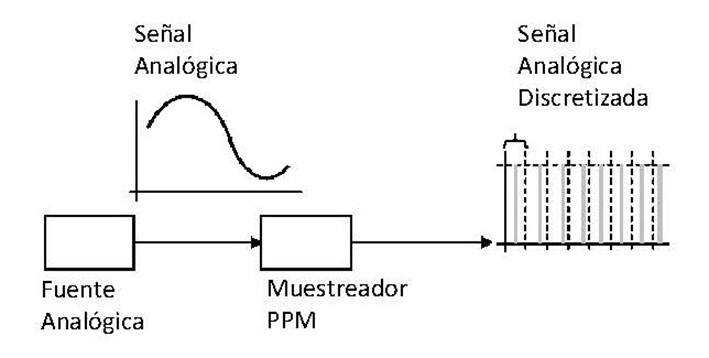 Señal
Analógica
Señal
Analógica
Discretizada
Fuente
Analógica
Muestreador
PPM